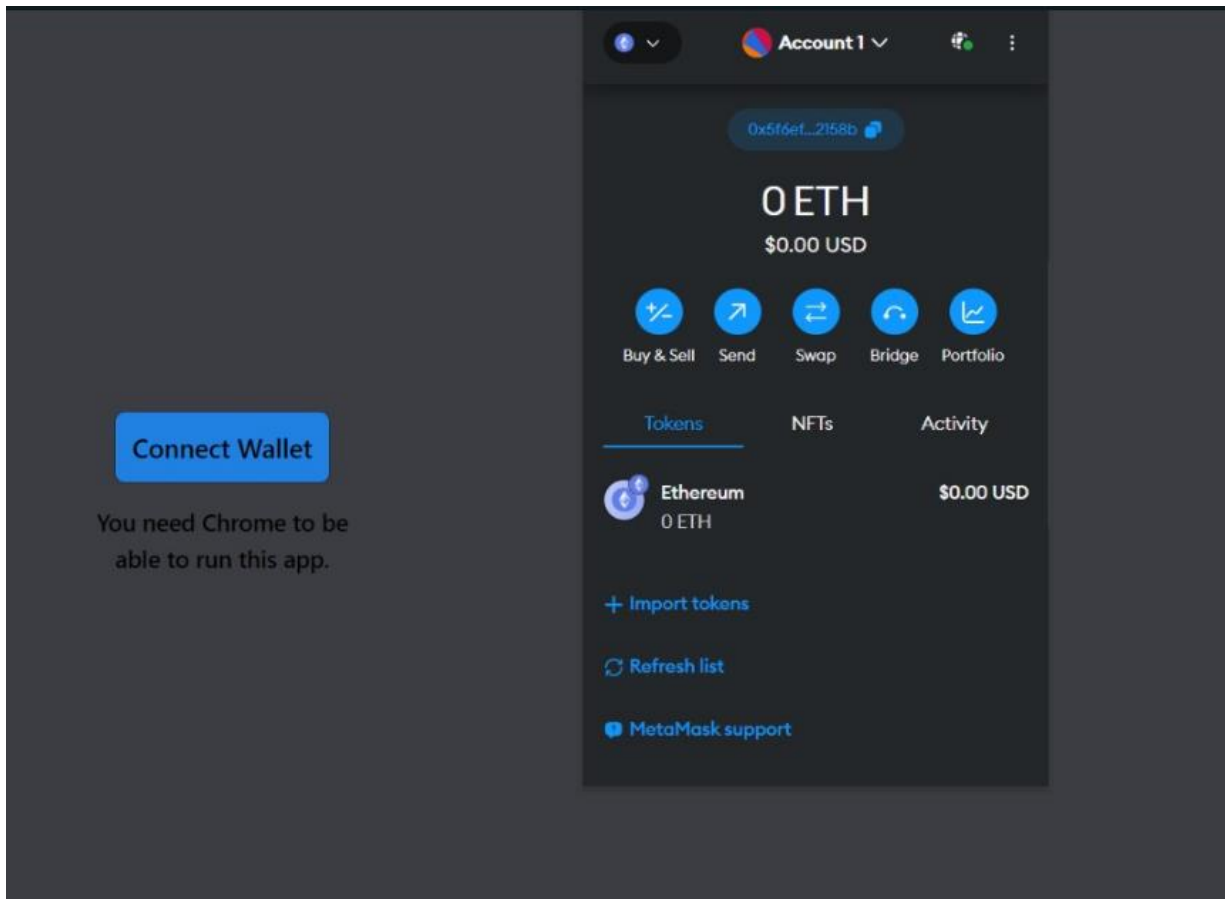 Account 1
0x5f6ef...2158b
0 ETH
$0.00 USD
Buy & Sell Send Swap Bridge Portfolio
Tokens NFTs Activity
Ethereum $0.00 USD
0 ETH
+ Import tokens
Refresh list
MetaMask support
Connect Wallet
You need Chrome to be
able to run this app.